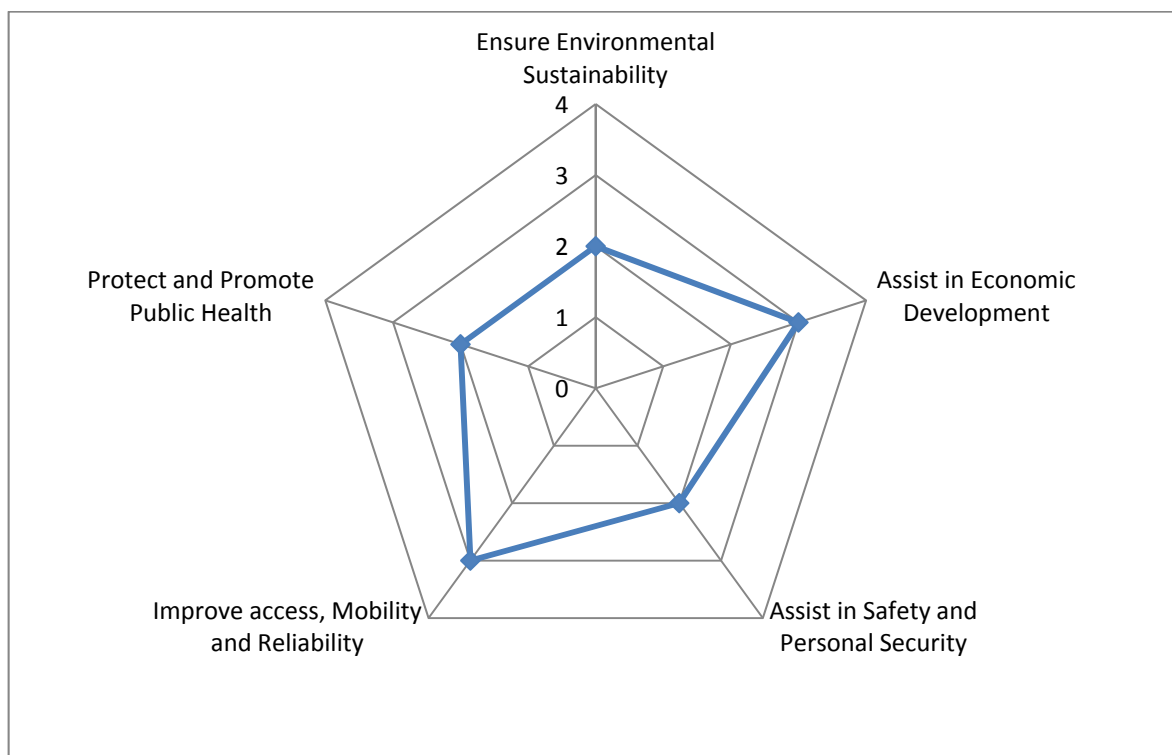 Ensure Environmental
Sustainability
4
3
2
1
0
Assist in Economic
Development
Assist in Safety and
Personal Security
Improve access, Mobility
and Reliability
Protect and Promote
Public Health